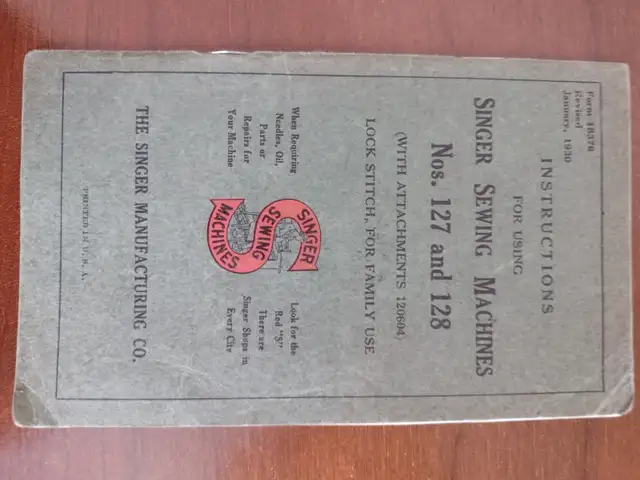 Form 18376
Revised
January, 1930
INSTRUCTIONS
FOR USING
SINGER SEWING MACHINES
Nos. 127 and 128
(WITH ATTACHMENTS 120604)
LOCK STITCH, FOR FAMILY USE
When Requiring
Needles, Oil,
Parts or
Repairs for
Your Machine
SINGER
SEWING
MACHINES
Look for the
Red "S"
There are
Singer Shops in
Every City
THE SINGER MANUFACTURING CO.
PRINTED IN U. S. A.